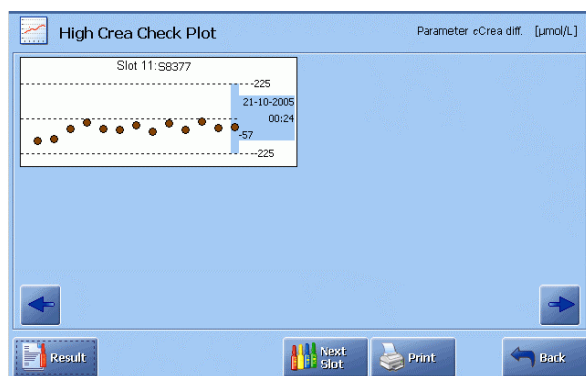 High Crea Check Plot
Parameter cCrea diff. [µmol/L]
Slot 11:S8377
225
21-10-2005
00:24
-57
-225
Result
Next
Slot
Print
Back